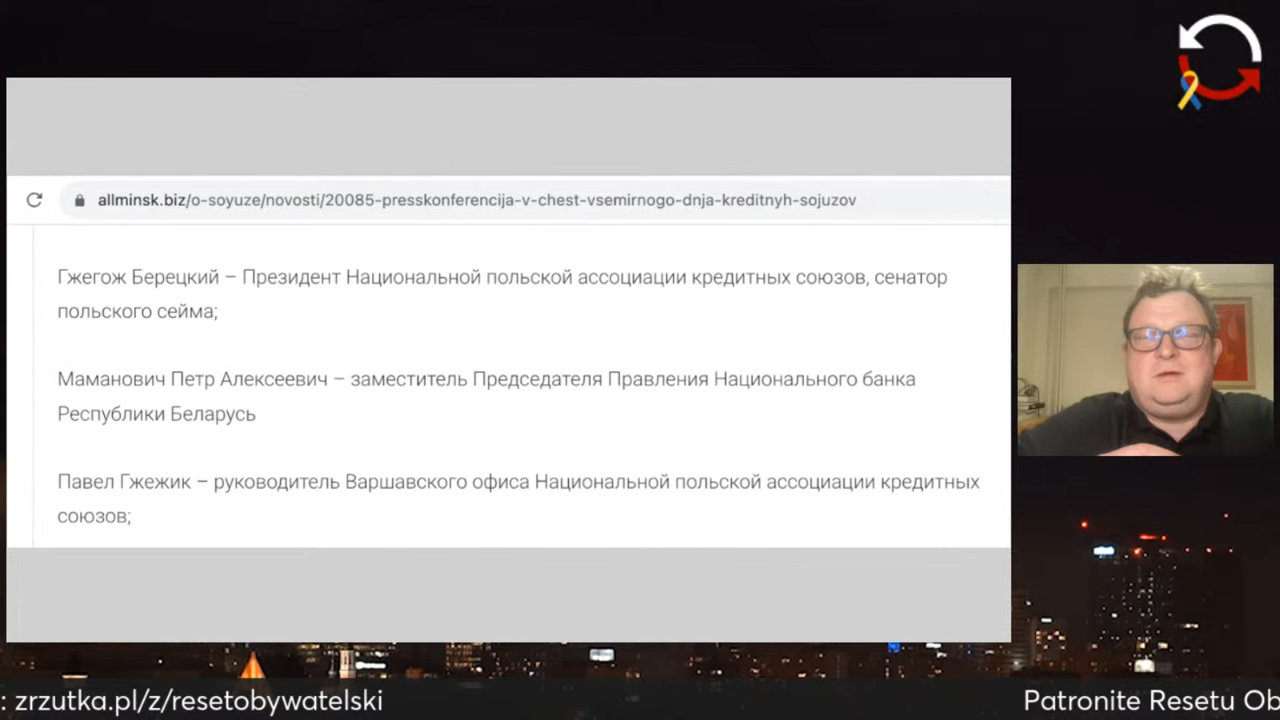 allminsk.biz/o-soyuze/novosti/20085-presskonferencija-v-chest-vsemirnogo-dnja-kreditnyh-sojuzov
Гжегож Берецкий – Президент Национальной польской ассоциации кредитных союзов, сенатор
польского сейма;
Маманович Петр Алексеевич – заместитель Председателя Правления Национального банка
Республики Беларусь
Павел Гжежик – руководитель Варшавского офиса Национальной польской ассоциации кредитных
союзов;
: zrzutka.pl/z/resetobywatelski
Patronite Resetu Ob